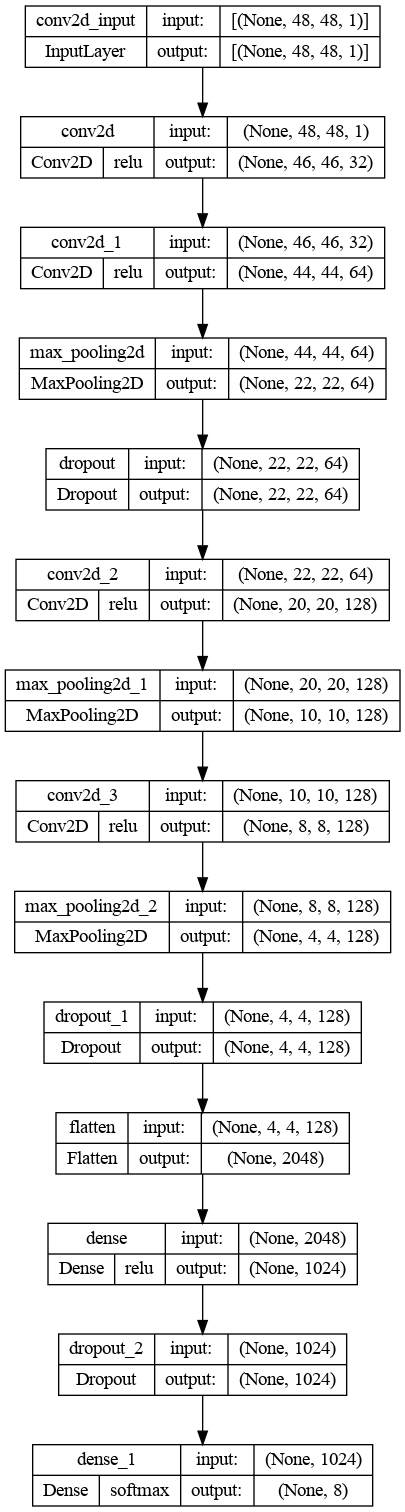 conv2d_input input: [(None, 48, 48, 1)]
InputLayer output: [(None, 48, 48, 1)]
conv2d input: (None, 48, 48, 1)
Conv2D relu output: (None, 46, 46, 32)
conv2d_1 input: (None, 46, 46, 32)
Conv2D relu output: (None, 44, 44, 64)
max_pooling2d input: (None, 44, 44, 64)
MaxPooling2D output: (None, 22, 22, 64)
dropout input: (None, 22, 22, 64)
Dropout output: (None, 22, 22, 64)
conv2d_2 input: (None, 22, 22, 64)
Conv2D relu output: (None, 20, 20, 128)
max_pooling2d_1 input: (None, 20, 20, 128)
MaxPooling2D output: (None, 10, 10, 128)
conv2d_3 input: (None, 10, 10, 128)
Conv2D relu output: (None, 8, 8, 128)
max_pooling2d_2 input: (None, 8, 8, 128)
MaxPooling2D output: (None, 4, 4, 128)
dropout_1 input: (None, 4, 4, 128)
Dropout output: (None, 4, 4, 128)
flatten input: (None, 4, 4, 128)
Flatten output: (None, 2048)
dense input: (None, 2048)
Dense relu output: (None, 1024)
dropout_2 input: (None, 1024)
Dropout output: (None, 1024)
dense_1 input: (None, 1024)
Dense softmax output: (None, 8)